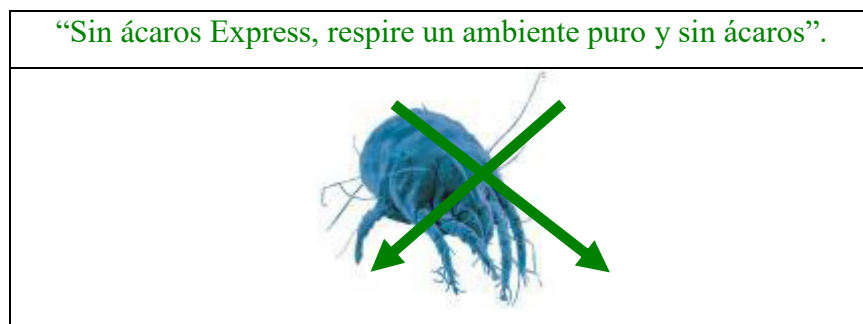 “Sin ácaros Express, respire un ambiente puro y sin ácaros”.